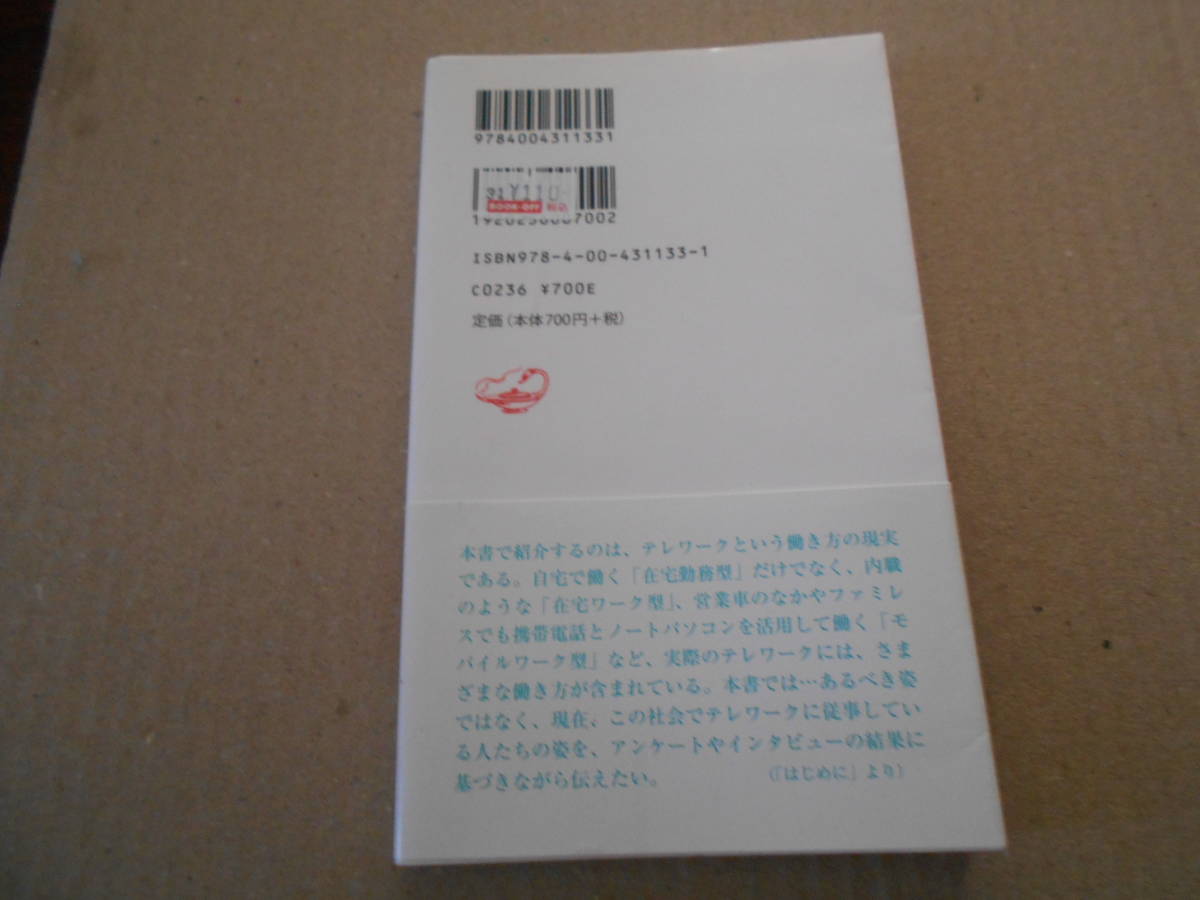 9784004311331
31 ¥110
BOOK-OFF 税込
7002
ISBN978-4-00-431133-1
C0236 ¥700E
定価(本体700円+税)
本書で紹介するのは、テレワークという働き方の現実
である。自宅で働く「在宅勤務型」だけでなく、内職
のような「在宅ワーク型」、営業車のなかやファミレ
スでも携帯電話とノートパソコンを活用して働く「モ
バイルワーク型」など、実際のテレワークには、さま
ざまな働き方が含まれている。本書では…あるべき姿
ではなく、現在、この社会でテレワークに従事してい
る人たちの姿を、アンケートやインタビューの結果に
基づきながら伝えたい。 (「はじめに」より)